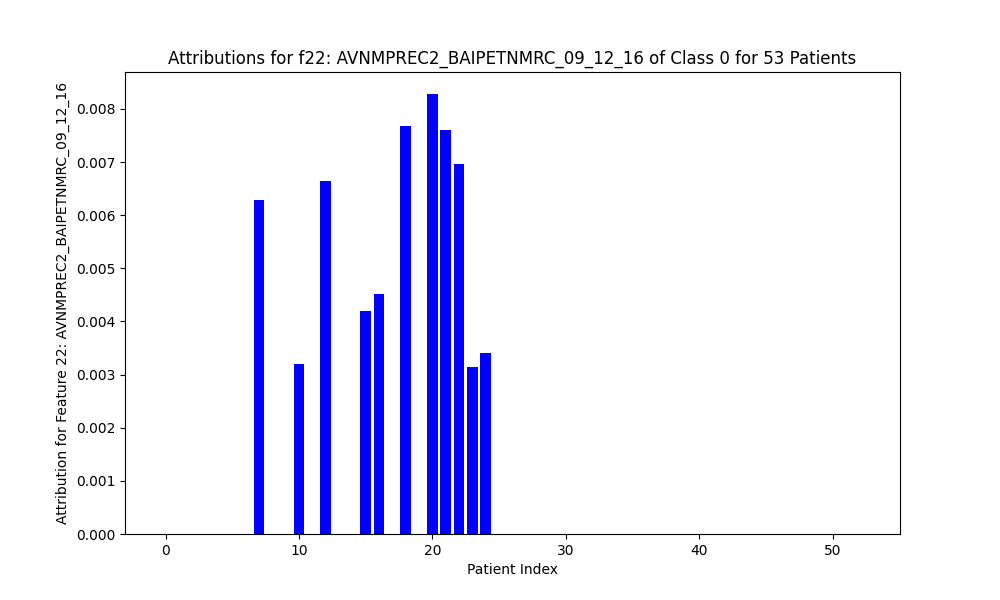 Attributions for f22: AVNMPREC2_BAIPETNMRC_09_12_16 of Class 0 for 53 Patients
Attribution for Feature 22: AVNMPREC2_BAIPETNMRC_09_12_16
0.008
0.007
0.006
0.005
0.004
0.003
0.002
0.001
0.000
0 10 20 30 40 50
Patient Index